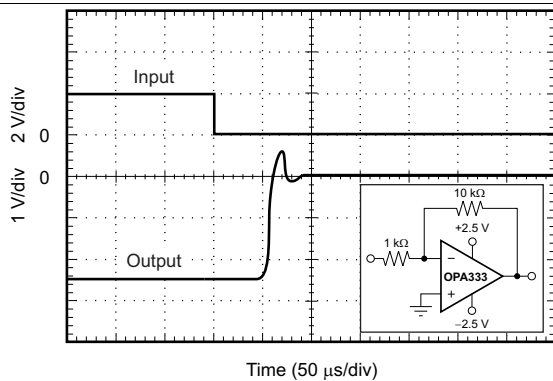 Input
2 V/div
0
1 V/div
0
Output
10 kΩ
+2.5 V
1 kΩ
−
OPA333
+
−2.5 V
Time (50 μs/div)